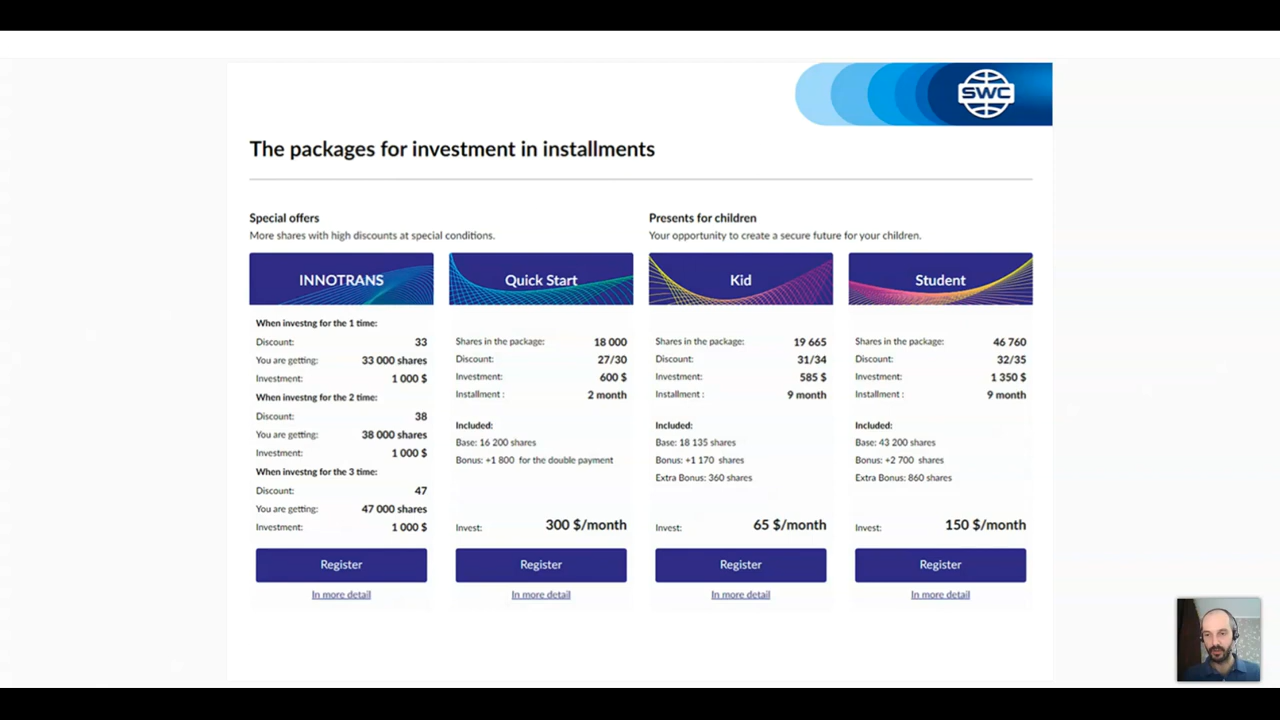 SWC
The packages for investment in installments
Special offers
More shares with high discounts at special conditions.
Presents for children
Your opportunity to create a secure future for your children.
INNOTRANS
When investng for the 1 time:
Discount: 33
You are getting: 33 000 shares
Investment: 1 000 $
When investng for the 2 time:
Discount: 38
You are getting: 38 000 shares
Investment: 1 000 $
When investng for the 3 time:
Discount: 47
You are getting: 47 000 shares
Investment: 1 000 $
Register
In more detail
Quick Start
Shares in the package: 18 000
Discount: 27/30
Investment: 600 $
Installment : 2 month
Included:
Base: 16 200 shares
Bonus: +1 800 for the double payment
Invest: 300 $/month
Register
In more detail
Kid
Shares in the package: 19 665
Discount: 31/34
Investment: 585 $
Installment : 9 month
Included:
Base: 18 135 shares
Bonus: +1 170 shares
Extra Bonus: 360 shares
Invest: 65 $/month
Register
In more detail
Student
Shares in the package: 46 760
Discount: 32/35
Investment: 1 350 $
Installment : 9 month
Included:
Base: 43 200 shares
Bonus: +2 700 shares
Extra Bonus: 860 shares
Invest: 150 $/month
Register
In more detail